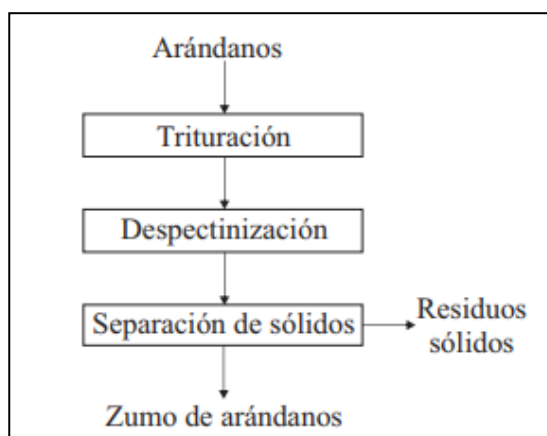 Arándanos
Trituración
Despectinización
Separación de sólidos
Residuos
sólidos
Zumo de arándanos